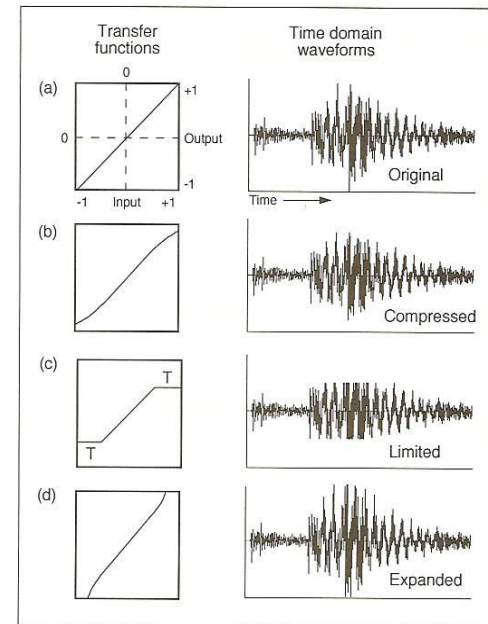 Transfer
functions
Time domain
waveforms
(a)
0
+1
0
Output
-1
-1 Input +1
Original
Time
(b)
Compressed
(c)
T
T
Limited
(d)
Expanded